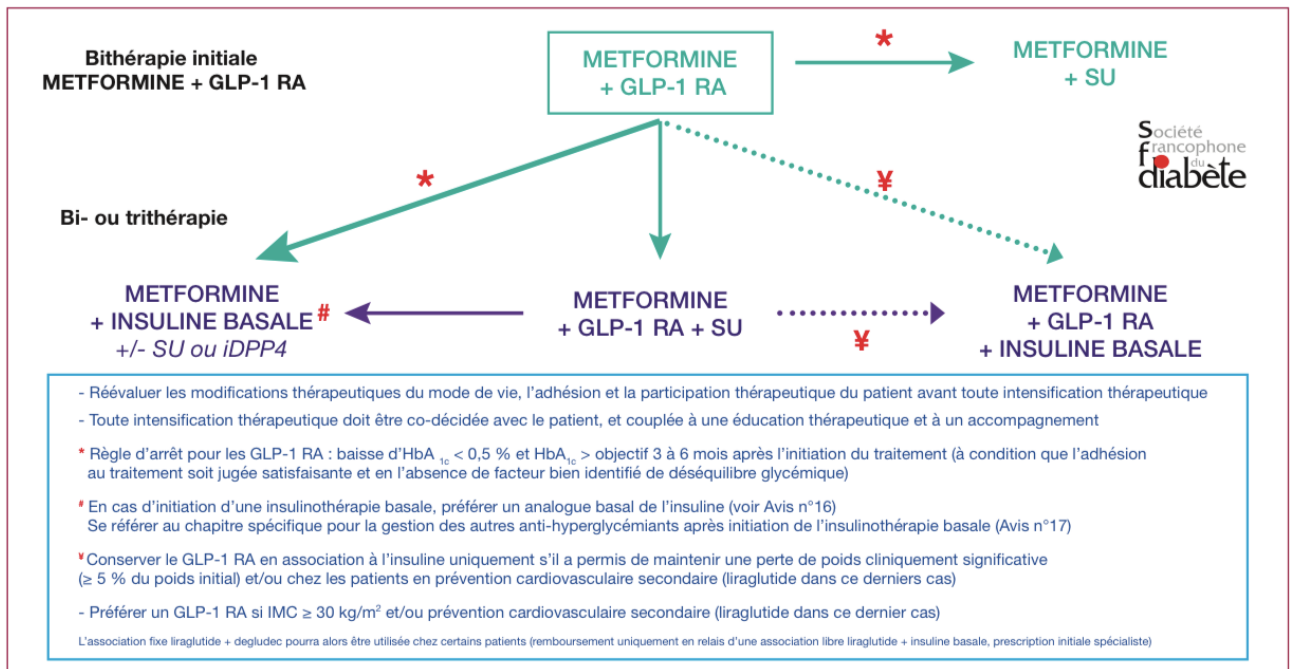 Bithérapie initiale
METFORMINE + GLP-1 RA
METFORMINE
+ GLP-1 RA
*
METFORMINE
+ SU
Société
francophone
du
diabète
*
¥
Bi- ou trithérapie
METFORMINE
+ INSULINE BASALE #
+/- SU ou iDPP4
METFORMINE
+ GLP-1 RA + SU
¥
METFORMINE
+ GLP-1 RA
+ INSULINE BASALE
- Réévaluer les modifications thérapeutiques du mode de vie, l'adhésion et la participation thérapeutique du patient avant toute intensification thérapeutique
- Toute intensification thérapeutique doit être co-décidée avec le patient, et couplée à une éducation thérapeutique et à un accompagnement
* Règle d'arrêt pour les GLP-1 RA : baisse d'HbA 1c < 0,5 % et HbA1c > objectif 3 à 6 mois après l'initiation du traitement (à condition que l'adhésion
au traitement soit jugée satisfaisante et en l'absence de facteur bien identifié de déséquilibre glycémique)
# En cas d'initiation d'une insulinothérapie basale, préférer un analogue basal de l'insuline (voir Avis n°16)
Se référer au chapitre spécifique pour la gestion des autres anti-hyperglycémiants après initiation de l'insulinothérapie basale (Avis n°17)
¥ Conserver le GLP-1 RA en association à l'insuline uniquement s'il a permis de maintenir une perte de poids cliniquement significative
(≥ 5 % du poids initial) et/ou chez les patients en prévention cardiovasculaire secondaire (liraglutide dans ce derniers cas)
- Préférer un GLP-1 RA si IMC ≥ 30 kg/m² et/ou prévention cardiovasculaire secondaire (liraglutide dans ce dernier cas)
L'association fixe liraglutide + degludec pourra alors être utilisée chez certains patients (remboursement uniquement en relais d'une association libre liraglutide + insuline basale, prescription initiale spécialiste)